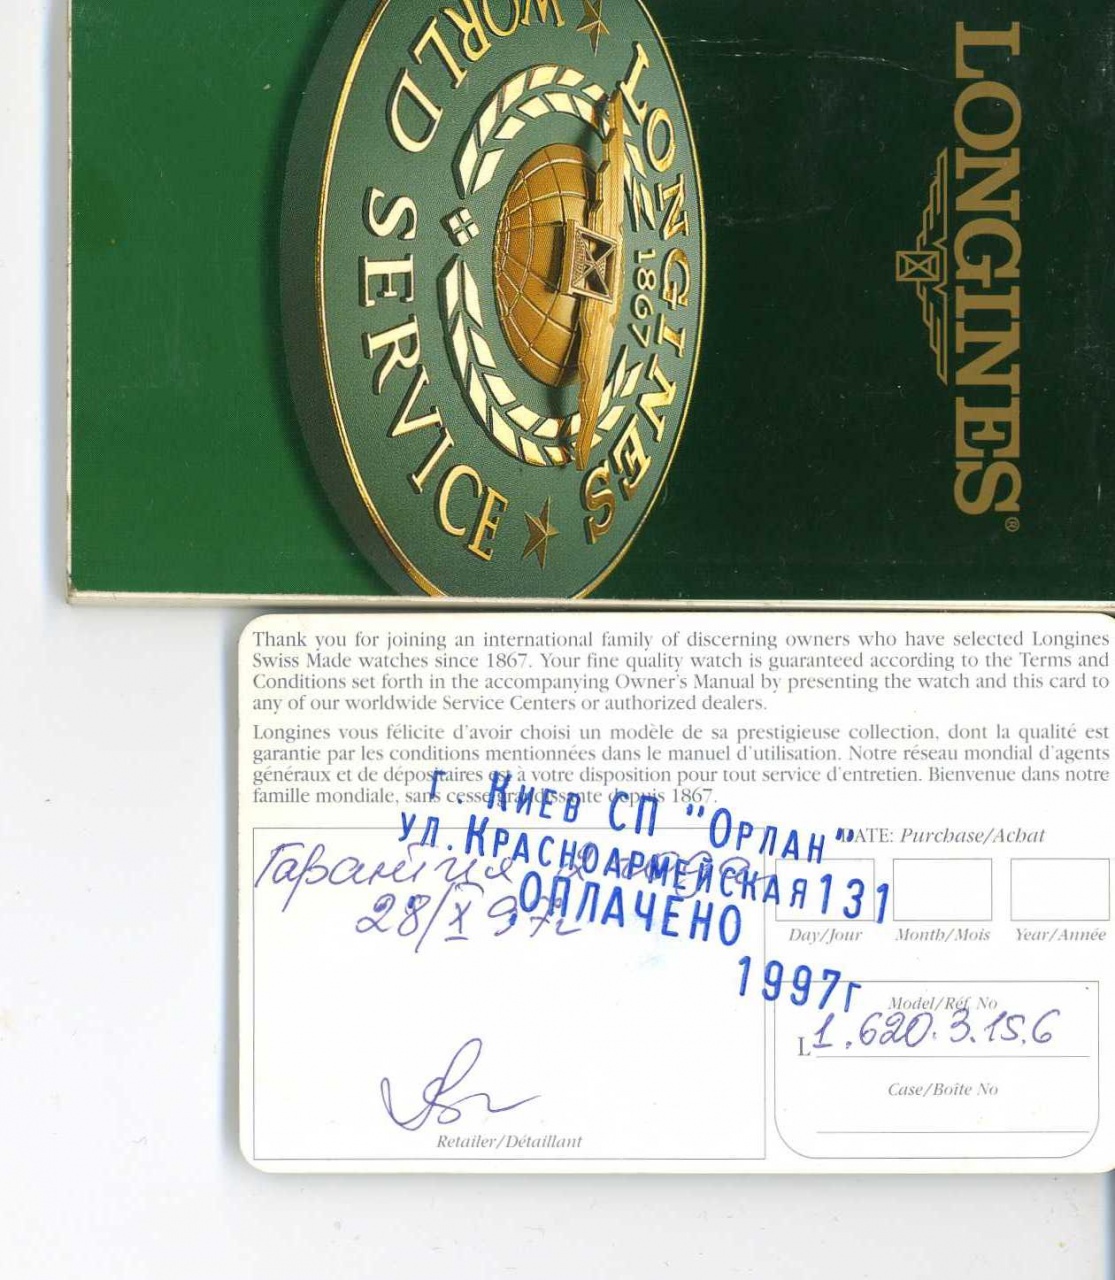 LONGINES®
LONGINES
1867
WORLD SERVICE
Thank you for joining an international family of discerning owners who have selected Longines
Swiss Made watches since 1867. Your fine quality watch is guaranteed according to the Terms and
Conditions set forth in the accompanying Owner's Manual by presenting the watch and this card to
any of our worldwide Service Centers or authorized dealers.
Longines vous félicite d'avoir choisi un modèle de sa prestigieuse collection, dont la qualité est
garantie par les conditions mentionnées dans le manuel d'utilisation. Notre réseau mondial d'agents
généraux et de dépositaires est à votre disposition pour tout service d'entretien. Bienvenue dans notre
famille mondiale, sans cesse grandissante depuis 1867.
г. Киев СП "Орлан"
ул. Красноармейская 131
ОПЛАЧЕНО
1997г
Гарантия 2 года
28/X 97г
DATE: Purchase/Achat
Day/Jour Month/Mois Year/Année
Model/Réf. No
L 1.620.3.15.6
Case/Boîte No
Retailer/Détaillant